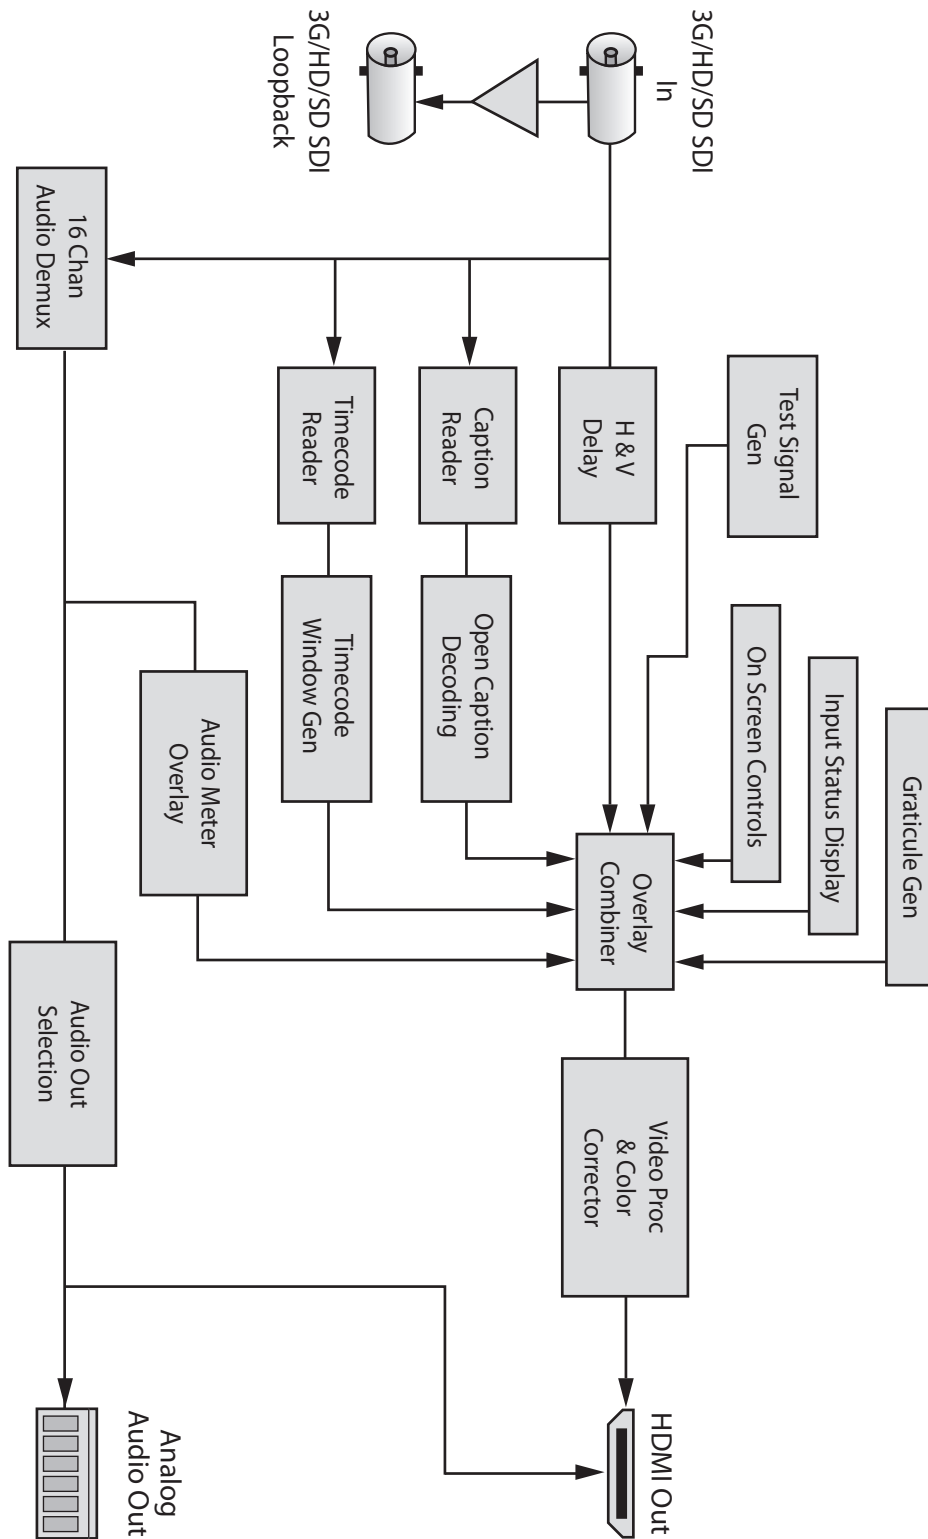 3G/HD/SD SDI
In
3G/HD/SD SDI
Loopback
Graticule Gen
Input Status Display
On Screen Controls
Test Signal
Gen
H & V
Delay
Overlay
Combiner
Video Proc
& Color
Corrector
HDMI Out
Caption
Reader
Open Caption
Decoding
Timecode
Reader
Timecode
Window Gen
Audio Meter
Overlay
16 Chan
Audio Demux
Audio Out
Selection
Analog
Audio Out